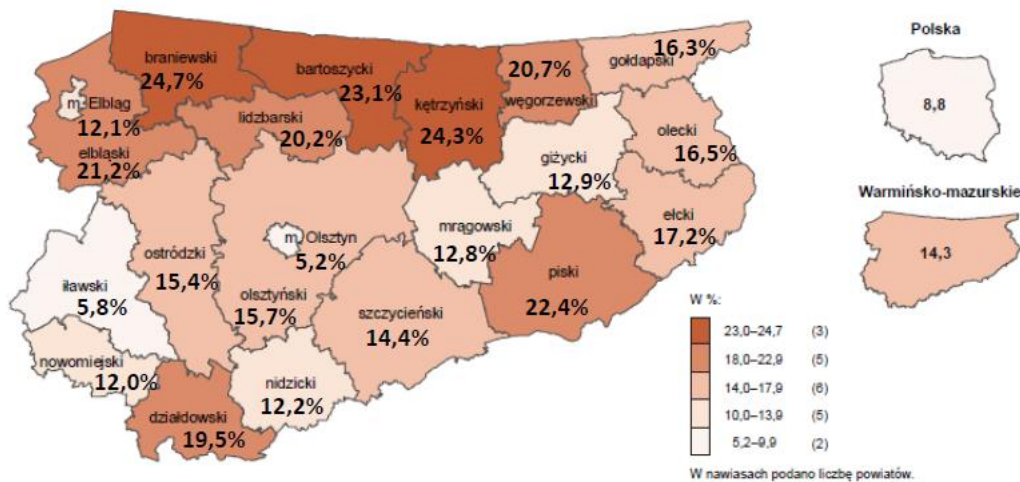 braniewski
24,7%
bartoszycki
23,1%
kętrzyński
24,3%
20,7%
węgorzewski
gołdapski
16,3%
m. Elbląg
12,1%
elbląski
21,2%
lidzbarski
20,2%
olecki
16,5%
giżycki
12,9%
ełcki
17,2%
mrągowski
12,8%
piski
22,4%
m. Olsztyn
5,2%
ostródzki
15,4%
olsztyński
15,7%
szczycieński
14,4%
iławski
5,8%
nowomiejski
12,0%
nidzicki
12,2%
działdowski
19,5%
Polska
8,8
Warmińsko-mazurskie
14,3
W %:
23,0–24,7 (3)
18,0–22,9 (5)
14,0–17,9 (6)
10,0–13,9 (5)
5,2–9,9 (2)
W nawiasach podano liczbę powiatów.